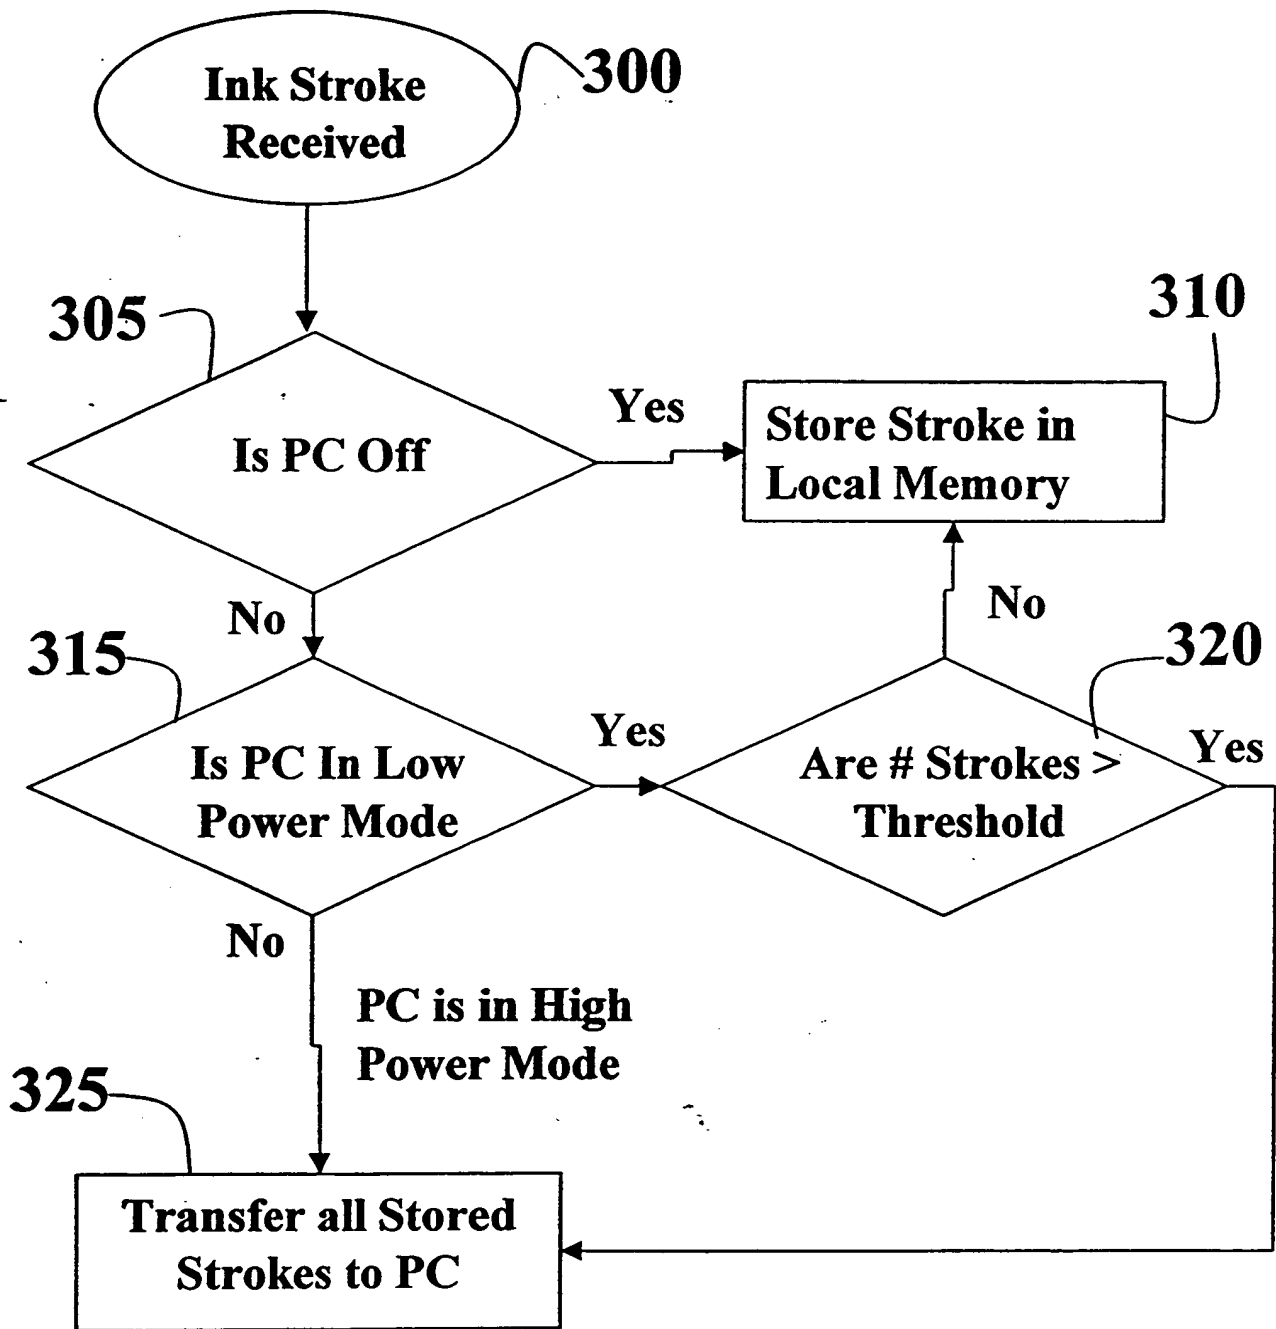 Ink Stroke
Received
300
305
Is PC Off
Yes
310
Store Stroke in
Local Memory
No
315
Is PC In Low
Power Mode
Yes
320
Are # Strokes >
Threshold
No
Yes
No
PC is in High
Power Mode
325
Transfer all Stored
Strokes to PC